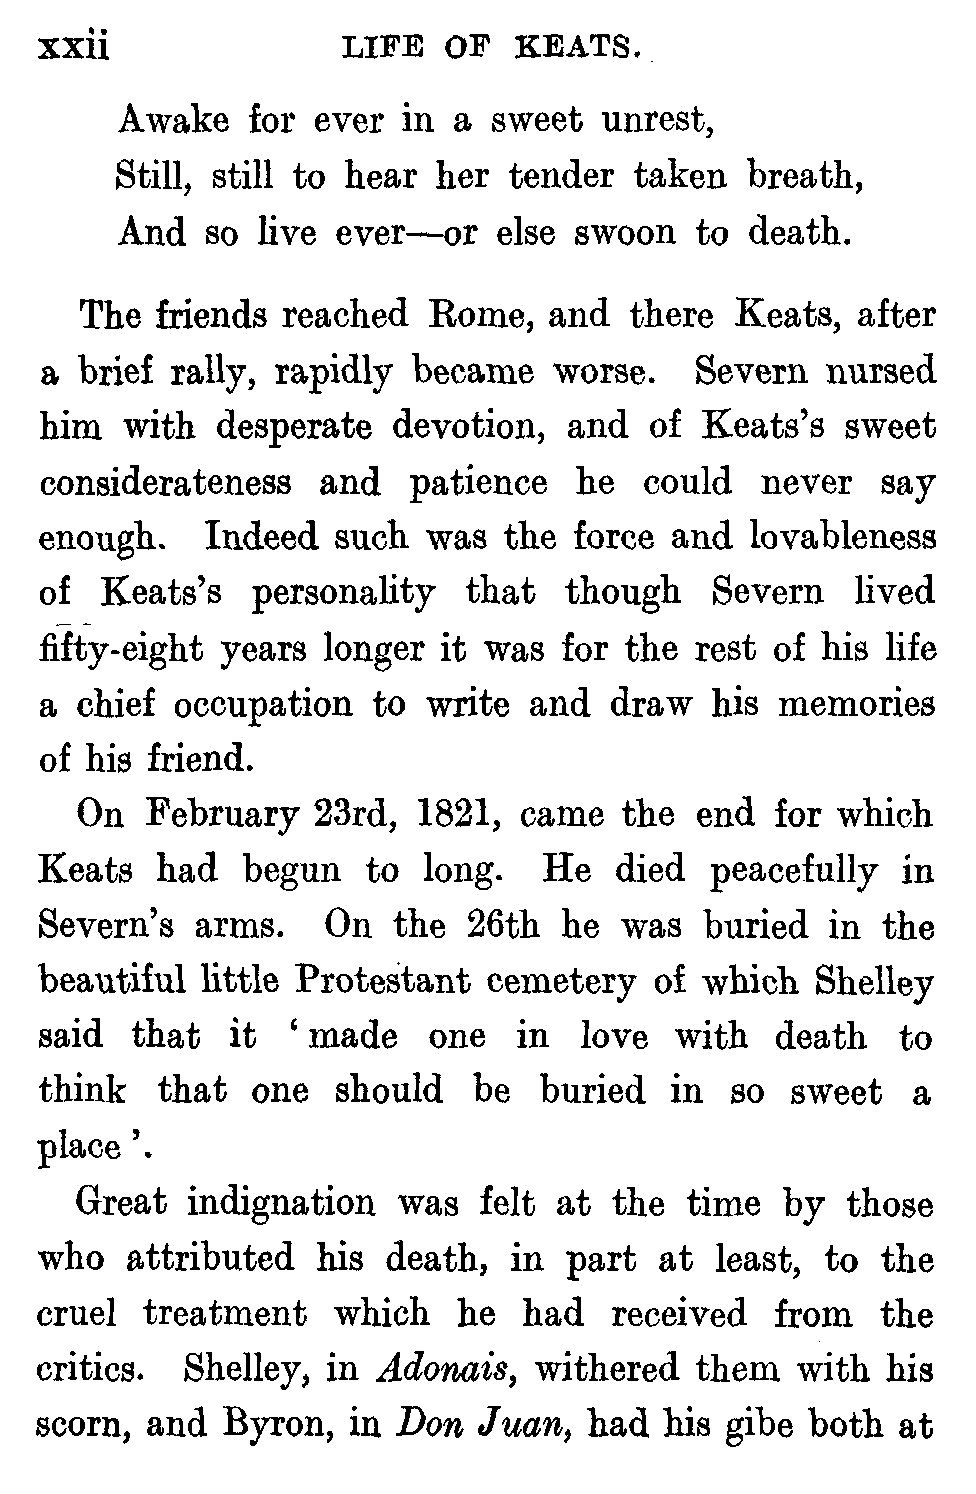 xxii LIFE OF KEATS.
Awake for ever in a sweet unrest,
Still, still to hear her tender taken breath,
And so live ever—or else swoon to death.
The friends reached Rome, and there Keats, after
a brief rally, rapidly became worse. Severn nursed
him with desperate devotion, and of Keats's sweet
considerateness and patience he could never say
enough. Indeed such was the force and lovableness
of Keats's personality that though Severn lived
fifty-eight years longer it was for the rest of his life
a chief occupation to write and draw his memories
of his friend.
On February 23rd, 1821, came the end for which
Keats had begun to long. He died peacefully in
Severn's arms. On the 26th he was buried in the
beautiful little Protestant cemetery of which Shelley
said that it ‘ made one in love with death to
think that one should be buried in so sweet a
place ’.
Great indignation was felt at the time by those
who attributed his death, in part at least, to the
cruel treatment which he had received from the
critics. Shelley, in Adonais, withered them with his
scorn, and Byron, in Don Juan, had his gibe both at